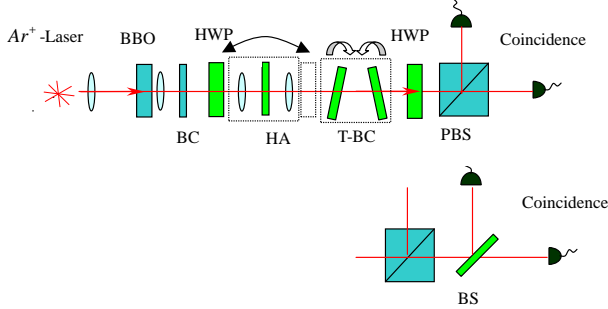 Ar⁺ -Laser
BBO
HWP
HWP
Coincidence
BC
HA
T-BC
PBS
Coincidence
BS